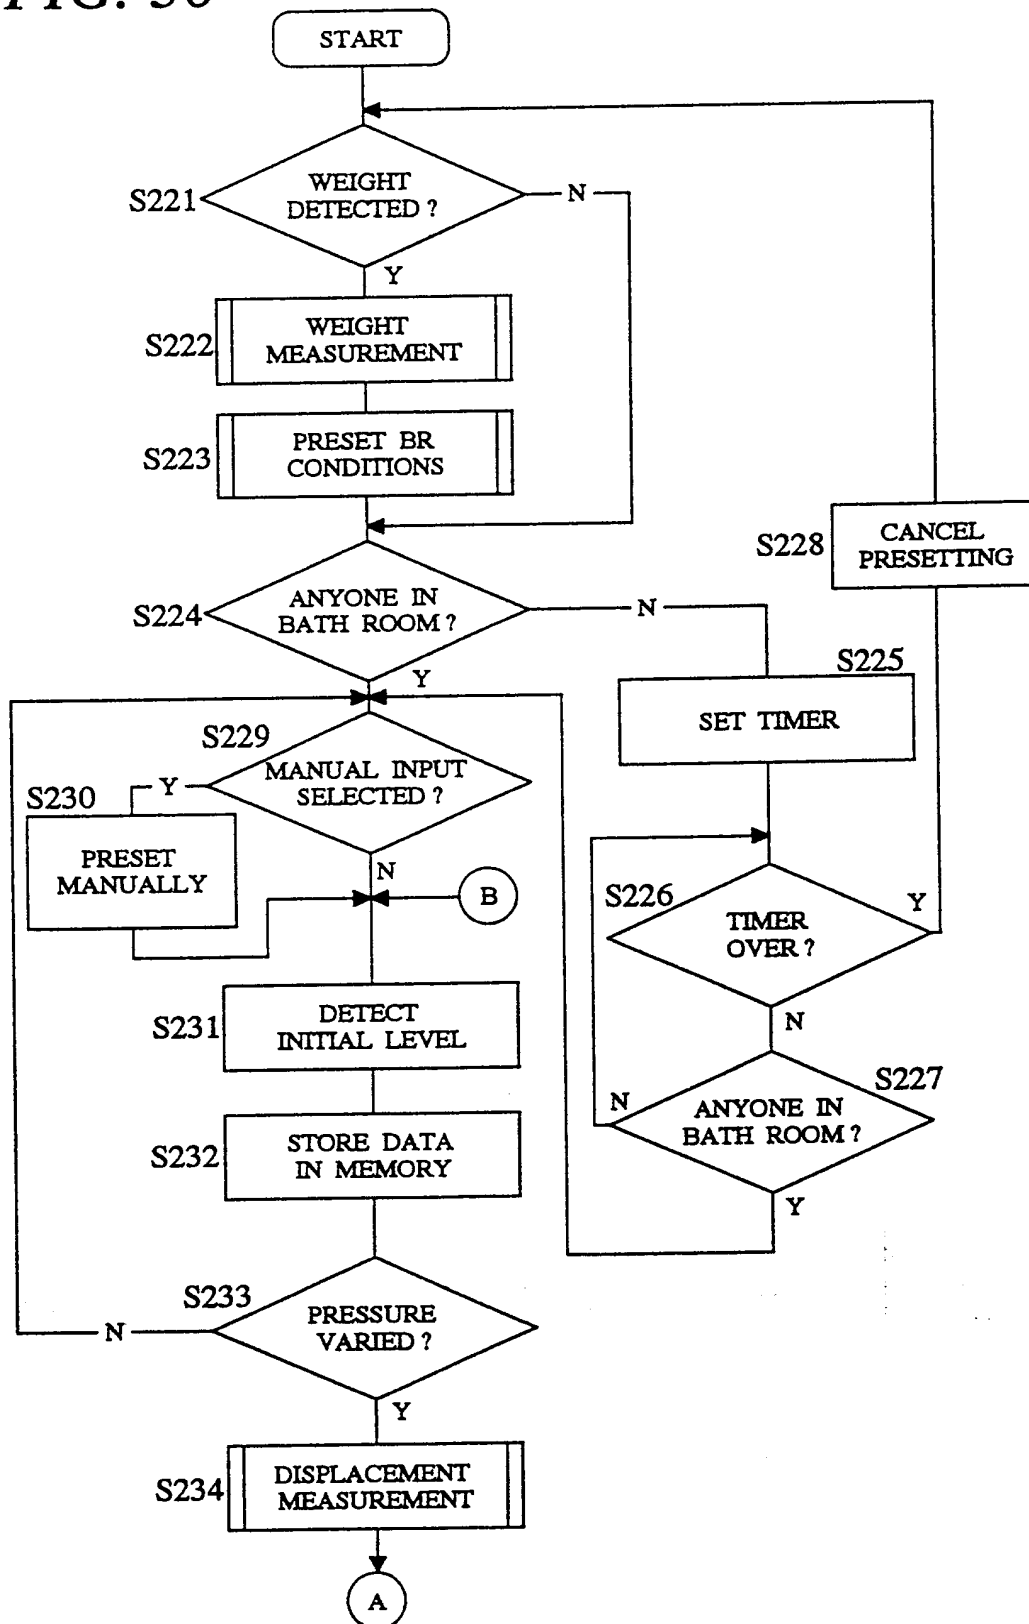 FIG. 30
START
S221
WEIGHT
DETECTED ?
N
Y
S222
WEIGHT
MEASUREMENT
S223
PRESET BR
CONDITIONS
S228
CANCEL
PRESETTING
S224
ANYONE IN
BATH ROOM ?
N
Y
S225
SET TIMER
S229
MANUAL INPUT
SELECTED ?
Y
N
S230
PRESET
MANUALLY
B
S226
TIMER
OVER ?
Y
N
S231
DETECT
INITIAL LEVEL
S227
ANYONE IN
BATH ROOM ?
N
Y
S232
STORE DATA
IN MEMORY
S233
PRESSURE
VARIED ?
N
Y
S234
DISPLACEMENT
MEASUREMENT
A